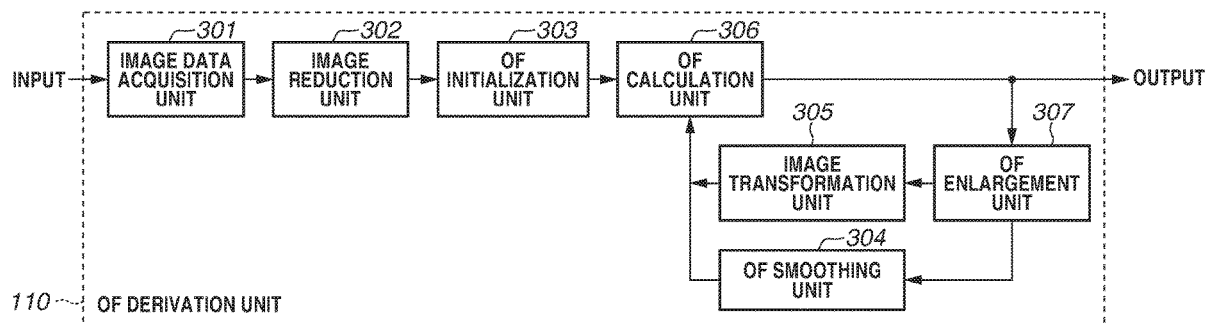 301
302
303
306
INPUT
IMAGE DATA
ACQUISITION
UNIT
IMAGE
REDUCTION
UNIT
OF
INITIALIZATION
UNIT
OF
CALCULATION
UNIT
OUTPUT
305
307
IMAGE
TRANSFORMATION
UNIT
OF
ENLARGEMENT
UNIT
304
OF SMOOTHING
UNIT
110
OF DERIVATION UNIT